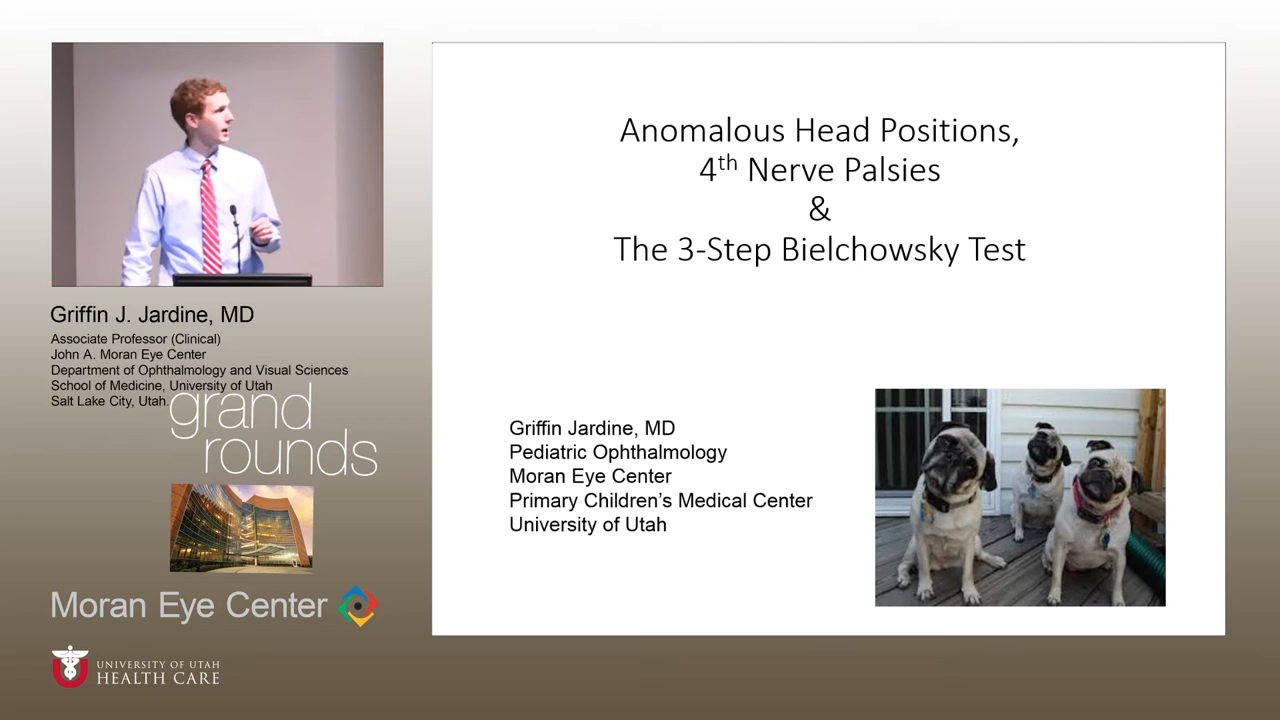 Griffin J. Jardine, MD
Associate Professor (Clinical)
John A. Moran Eye Center
Department of Ophthalmology and Visual Sciences
School of Medicine, University of Utah
Salt Lake City, Utah.
grand
rounds
Moran Eye Center
UNIVERSITY OF UTAH
HEALTH CARE
Anomalous Head Positions,
4th Nerve Palsies
&
The 3-Step Bielchowsky Test
Griffin Jardine, MD
Pediatric Ophthalmology
Moran Eye Center
Primary Children's Medical Center
University of Utah